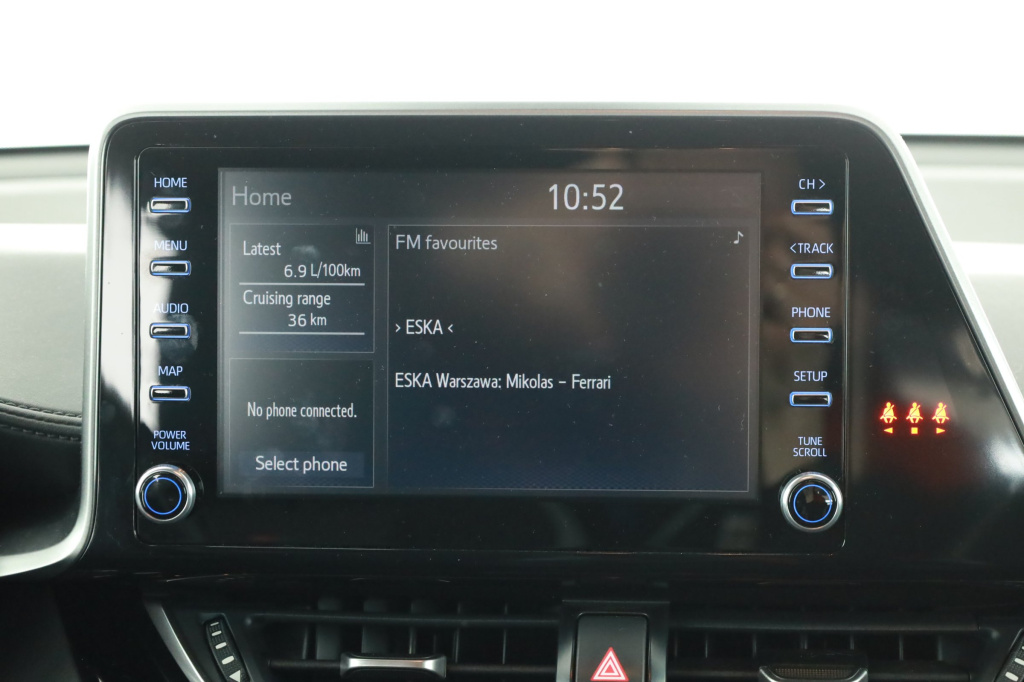 HOME
MENU
AUDIO
MAP
POWER
VOLUME
Home
10:52
Latest
6.9 L/100km
Cruising range
36 km
No phone connected.
Select phone
FM favourites
> ESKA <
ESKA Warszawa: Mikolas – Ferrari
CH >
<TRACK
PHONE
SETUP
TUNE
SCROLL